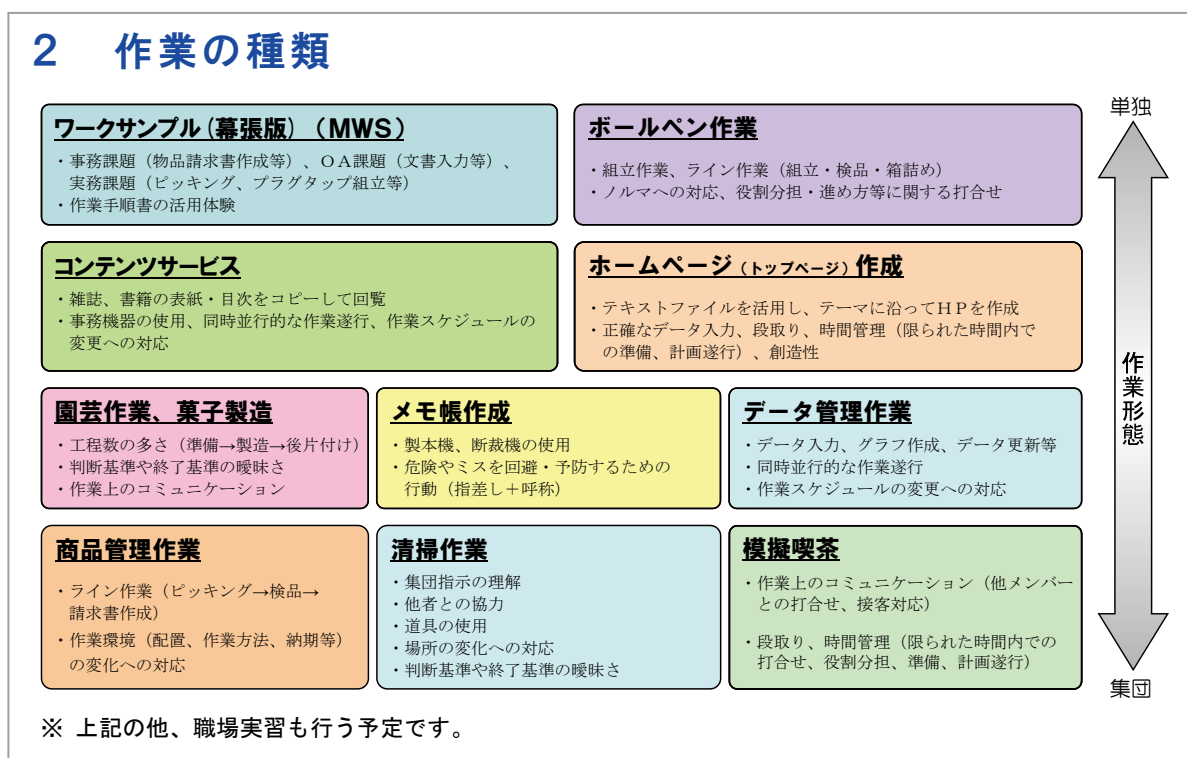 ２　作業の種類
単独
ワークサンプル（幕張版）（ＭＷＳ）
・事務課題（物品請求書作成等）、ＯＡ課題（文書入力等）、
実務課題（ピッキング、プラグタップ組立等）
・作業手順書の活用体験
ボールペン作業
・組立作業、ライン作業（組立・検品・箱詰め）
・ノルマへの対応、役割分担・進め方等に関する打合せ
コンテンツサービス
・雑誌、書籍の表紙・目次をコピーして回覧
・事務機器の使用、同時並行的な作業遂行、作業スケジュールの
変更への対応
ホームページ（トップページ）作成
・テキストファイルを活用し、テーマに沿ってＨＰを作成
・正確なデータ入力、段取り、時間管理（限られた時間内で
の準備、計画遂行）、創造性
作業形態
園芸作業、菓子製造
・工程数の多さ（準備→製造→後片付け）
・判断基準や終了基準の曖昧さ
・作業上のコミュニケーション
メモ帳作成
・製本機、断裁機の使用
・危険やミスを回避・予防するための
行動（指差し＋呼称）
データ管理作業
・データ入力、グラフ作成、データ更新等
・同時並行的な作業遂行
・作業スケジュールの変更への対応
商品管理作業
・ライン作業（ピッキング→検品→
請求書作成）
・作業環境（配置、作業方法、納期等）
の変化への対応
清掃作業
・集団指示の理解
・他者との協力
・道具の使用
・場所の変化への対応
・判断基準や終了基準の曖昧さ
模擬喫茶
・作業上のコミュニケーション（他メンバー
との打合せ、接客対応）
・段取り、時間管理（限られた時間内での
打合せ、役割分担、準備、計画遂行）
集団
※ 上記の他、職場実習も行う予定です。